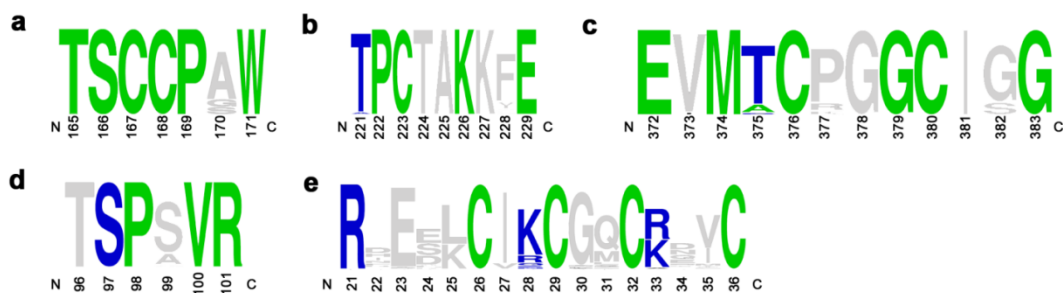 a
TSCCPAW
N 165 166 167 168 169 170 171 C
b
TPCTAKKFE
N 221 222 223 224 225 226 227 228 229 C
c
EVMTCPGGCIGG
N 372 373 374 375 376 377 378 379 380 381 382 383 C
d
TSPSVR
N 96 97 98 99 100 101 C
e
R E LCIKCGQCR YC
N 21 22 23 24 25 26 27 28 29 30 31 32 33 34 35 36 C